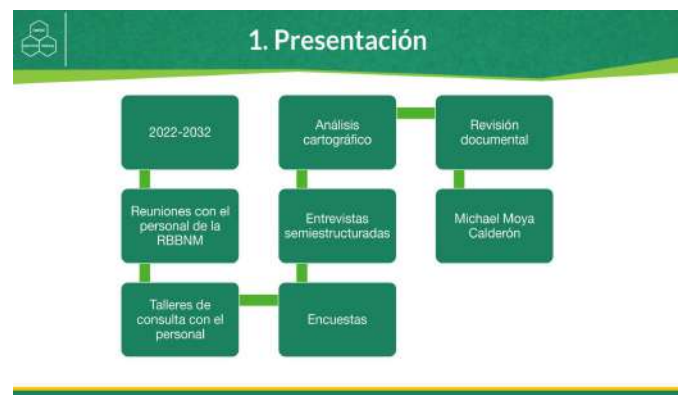 1. Presentación
2022-2032
Reuniones con el
personal de la
RBBNM
Talleres de
consulta con el
personal
Encuestas
Entrevistas
semiestructuradas
Análisis
cartográfico
Revisión
documental
Michael Moya
Calderón